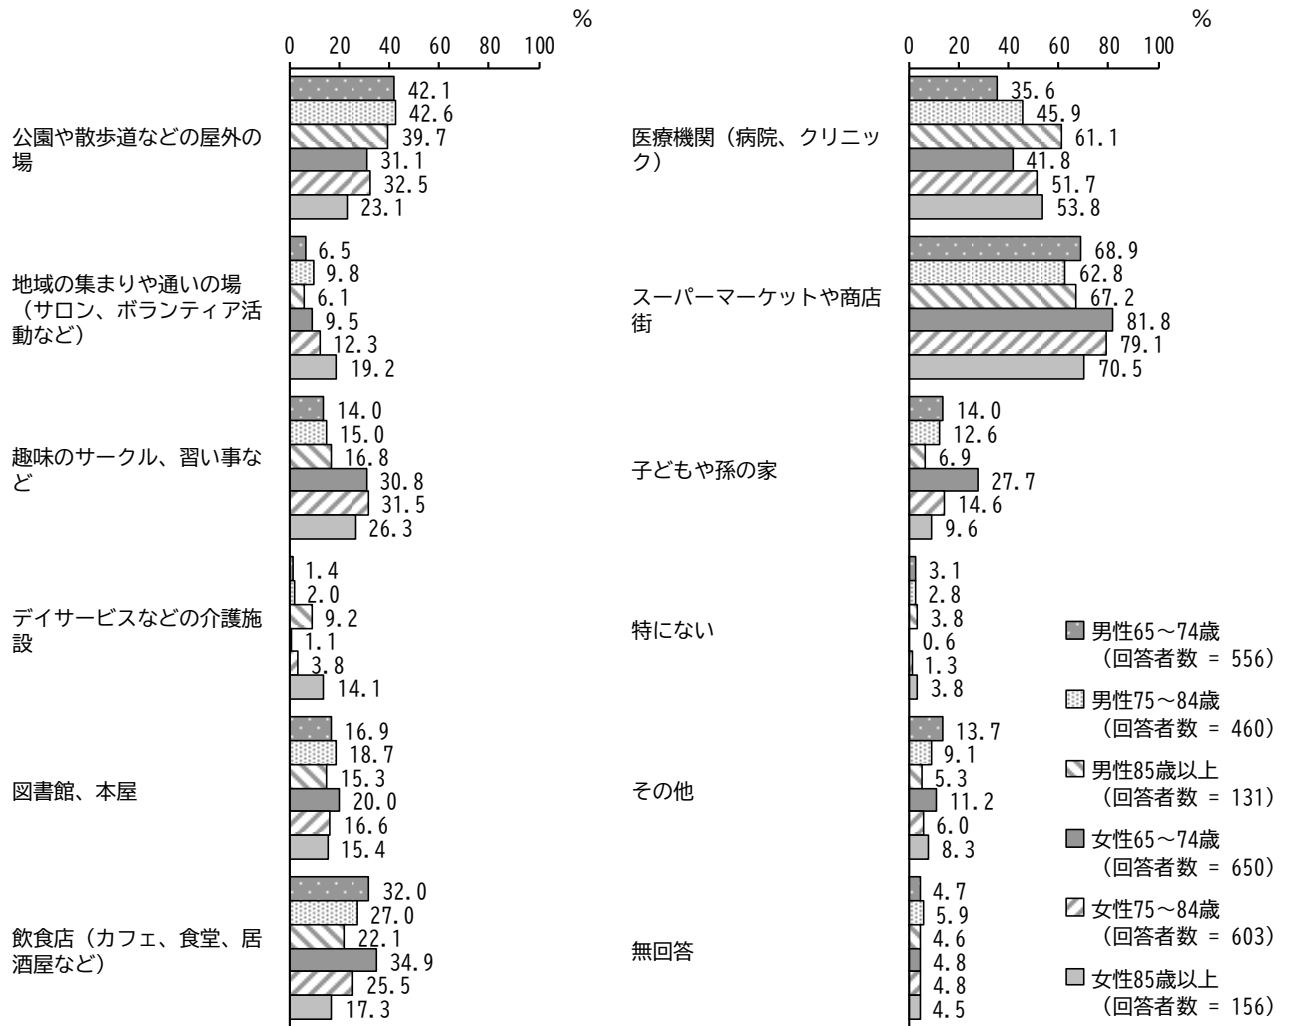 %
0 20 40 60 80 100
公園や散歩道などの屋外の
場
42.1
42.6
39.7
31.1
32.5
23.1
地域の集まりや通いの場
（サロン、ボランティア活
動など）
6.5
9.8
6.1
9.5
12.3
19.2
趣味のサークル、習い事な
ど
14.0
15.0
16.8
30.8
31.5
26.3
デイサービスなどの介護施
設
1.4
2.0
9.2
1.1
3.8
14.1
図書館、本屋
16.9
18.7
15.3
20.0
16.6
15.4
飲食店（カフェ、食堂、居
酒屋など）
32.0
27.0
22.1
34.9
25.5
17.3
%
0 20 40 60 80 100
医療機関（病院、クリニッ
ク）
35.6
45.9
61.1
41.8
51.7
53.8
スーパーマーケットや商店
街
68.9
62.8
67.2
81.8
79.1
70.5
子どもや孫の家
14.0
12.6
6.9
27.7
14.6
9.6
特にない
3.1
2.8
3.8
0.6
1.3
3.8
その他
13.7
9.1
5.3
11.2
6.0
8.3
無回答
4.7
5.9
4.6
4.8
4.8
4.5
男性65～74歳
（回答者数 = 556）
男性75～84歳
（回答者数 = 460）
男性85歳以上
（回答者数 = 131）
女性65～74歳
（回答者数 = 650）
女性75～84歳
（回答者数 = 603）
女性85歳以上
（回答者数 = 156）